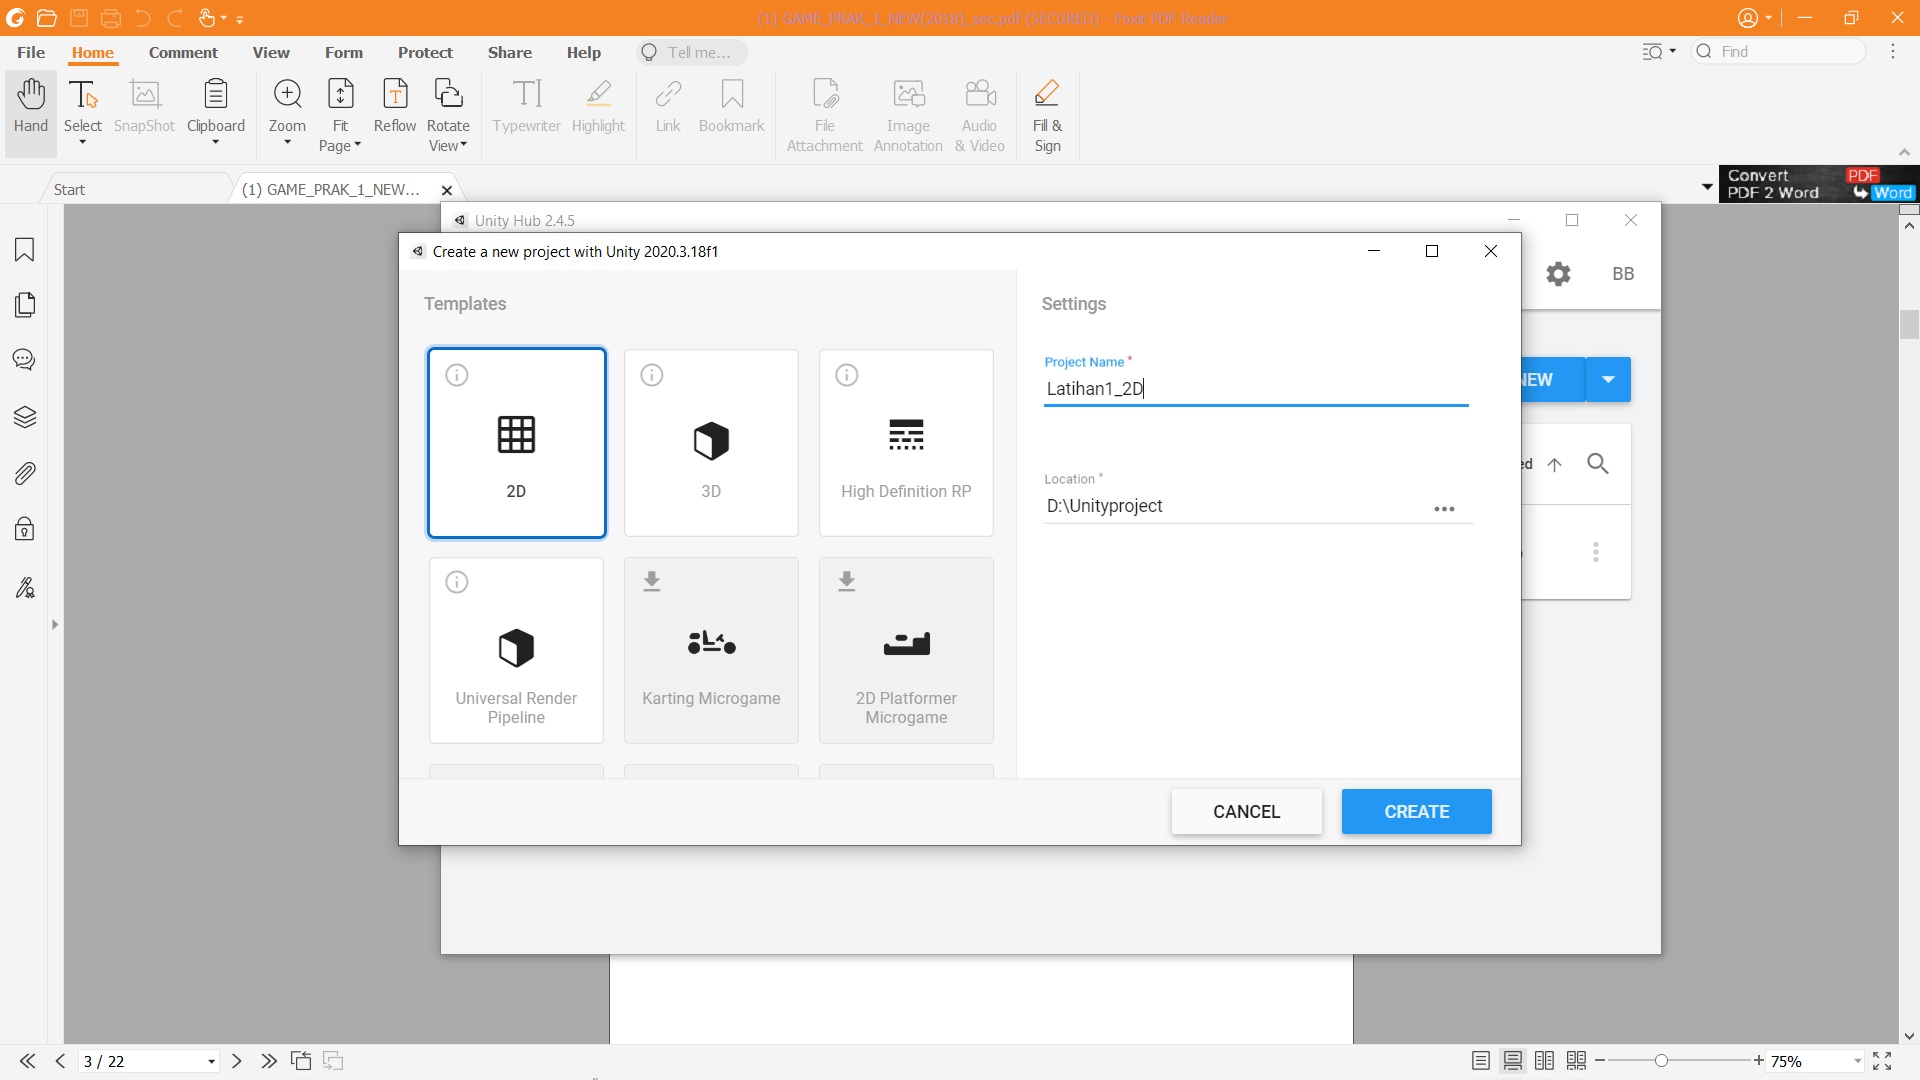 (1) GAME_PRAK_1_NEW(2018)_sec.pdf (SECURED) - Foxit PDF Reader
File Home Comment View Form Protect Share Help Tell me... Find
Hand Select SnapShot Clipboard Zoom Fit Page Reflow Rotate View Typewriter Highlight Link Bookmark File Attachment Image Annotation Audio & Video Fill & Sign
Start (1) GAME_PRAK_1_NEW...
Convert PDF
PDF 2 Word Word
Unity Hub 2.4.5
Create a new project with Unity 2020.3.18f1
BB
Templates
Settings
Project Name *
Latihan1_2D
NEW
Location *
D:\Unityproject
ed
2D
3D
High Definition RP
Universal Render
Pipeline
Karting Microgame
2D Platformer
Microgame
CANCEL CREATE
3 / 22
75%